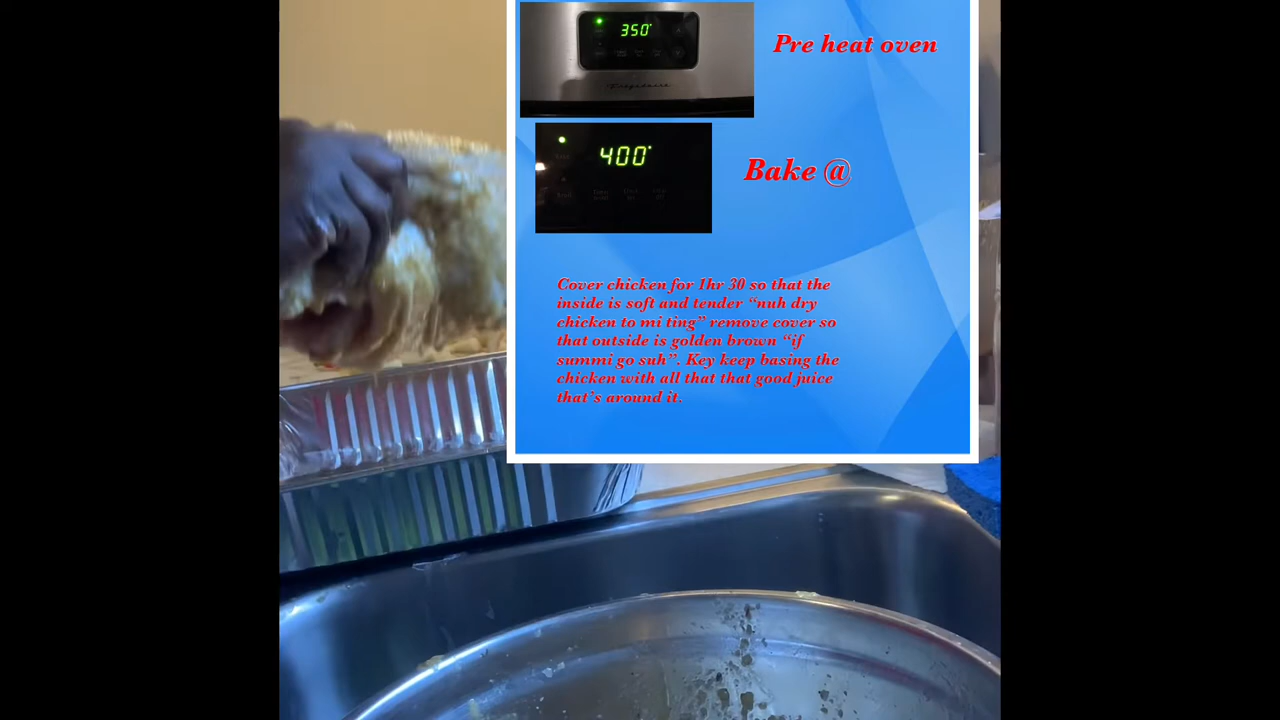 350°
Pre heat oven
Frigidaire
400°
Bake @
Cover chicken for 1hr 30 so that the
inside is soft and tender “nuh dry
chicken to mi ting” remove cover so
that outside is golden brown “if
summi go suh”. Key keep basing the
chicken with all that that good juice
that’s around it.